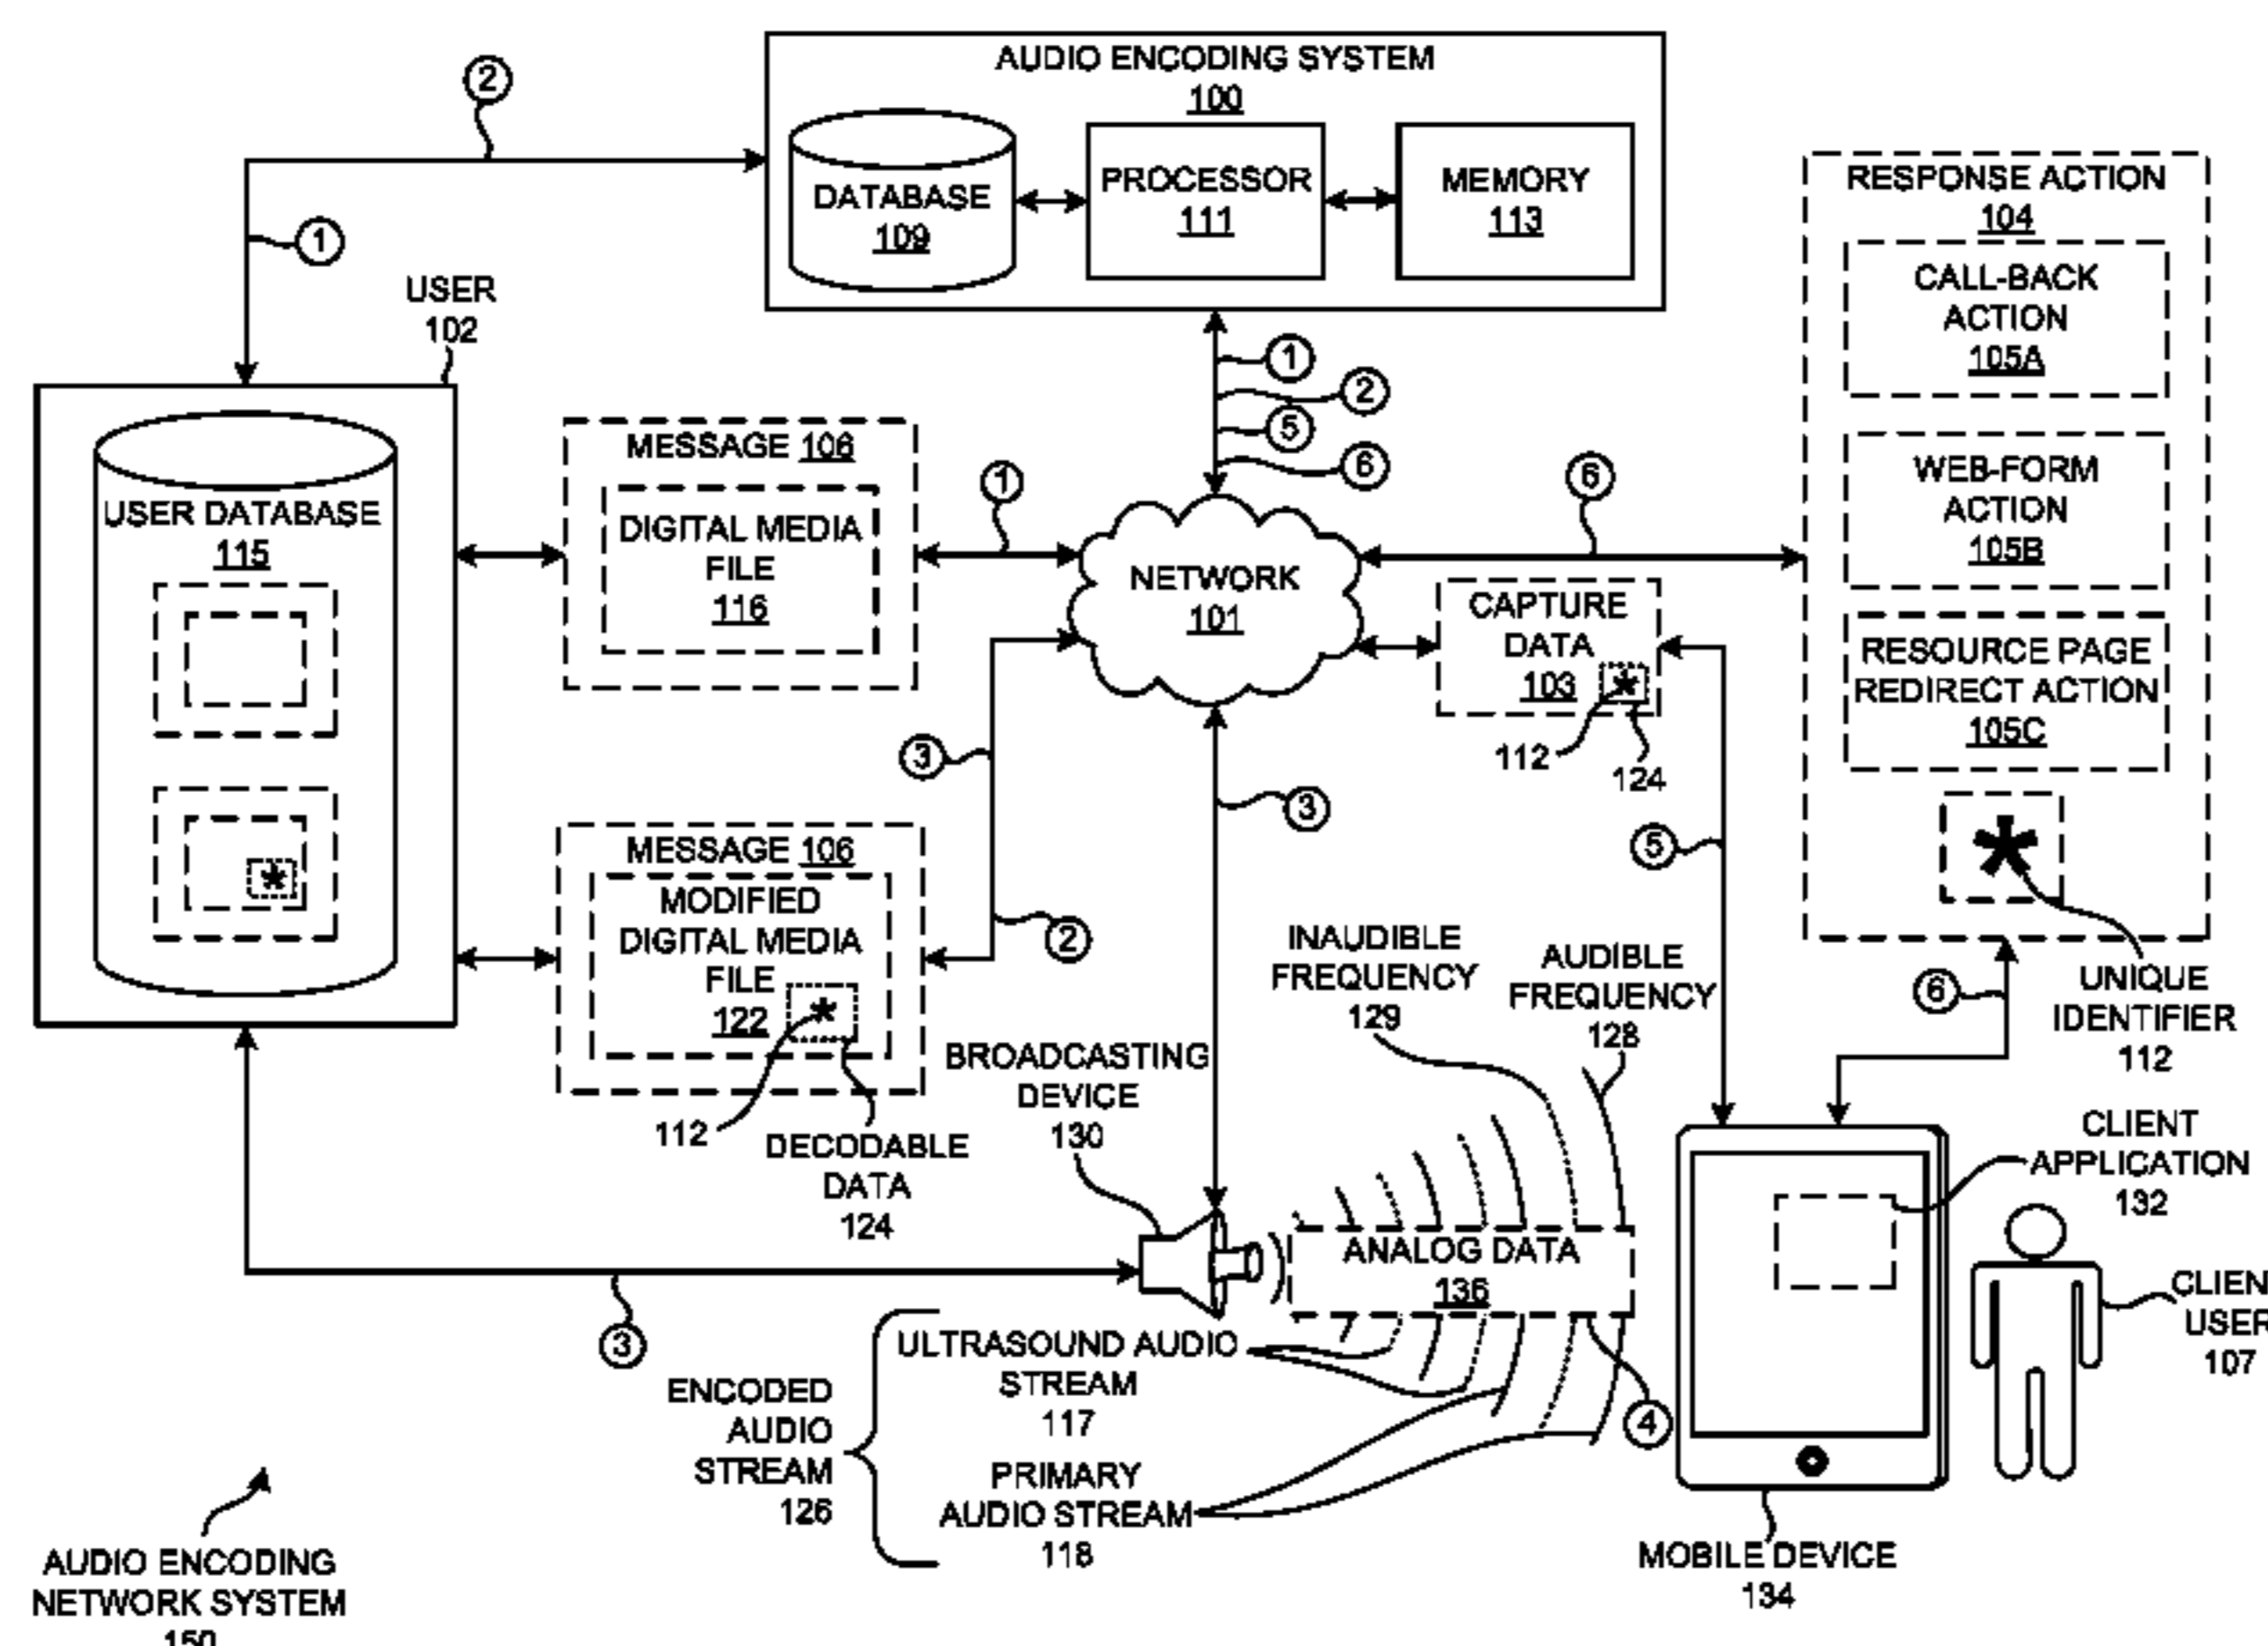 AUDIO ENCODING SYSTEM
100
DATABASE
109
PROCESSOR
111
MEMORY
113
2
1
USER
102
USER DATABASE
115
*
MESSAGE 106
DIGITAL MEDIA
FILE
116
1
1
2
5
6
NETWORK
101
6
CAPTURE
DATA
103
*
112
124
RESPONSE ACTION
104
CALL-BACK
ACTION
105A
WEB-FORM
ACTION
105B
RESOURCE PAGE
REDIRECT ACTION
105C
*
UNIQUE
IDENTIFIER
112
3
2
3
5
6
MESSAGE 106
MODIFIED
DIGITAL MEDIA
FILE
122
*
112
DECODABLE
DATA
124
BROADCASTING
DEVICE
130
INAUDIBLE
FREQUENCY
129
AUDIBLE
FREQUENCY
128
ANALOG DATA
136
4
3
ENCODED
AUDIO
STREAM
126
ULTRASOUND AUDIO
STREAM
117
PRIMARY
AUDIO STREAM
118
CLIENT
APPLICATION
132
CLIEN
USER
107
MOBILE DEVICE
134
AUDIO ENCODING
NETWORK SYSTEM
150